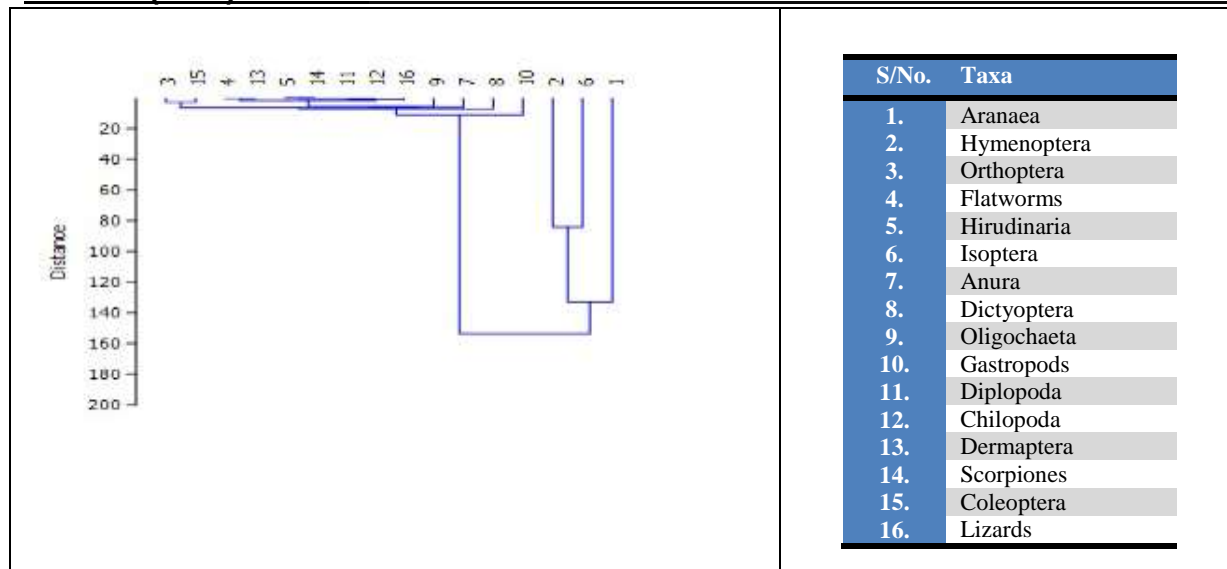 3 15 4 13 5 14 11 12 16 9 7 8 10 2 6 1
20
40
60
80
100
120
140
160
180
200
Distance
S/No. Taxa
1. Aranaea
2. Hymenoptera
3. Orthoptera
4. Flatworms
5. Hirudinaria
6. Isoptera
7. Anura
8. Dictyoptera
9. Oligochaeta
10. Gastropods
11. Diplopoda
12. Chilopoda
13. Dermaptera
14. Scorpiones
15. Coleoptera
16. Lizards